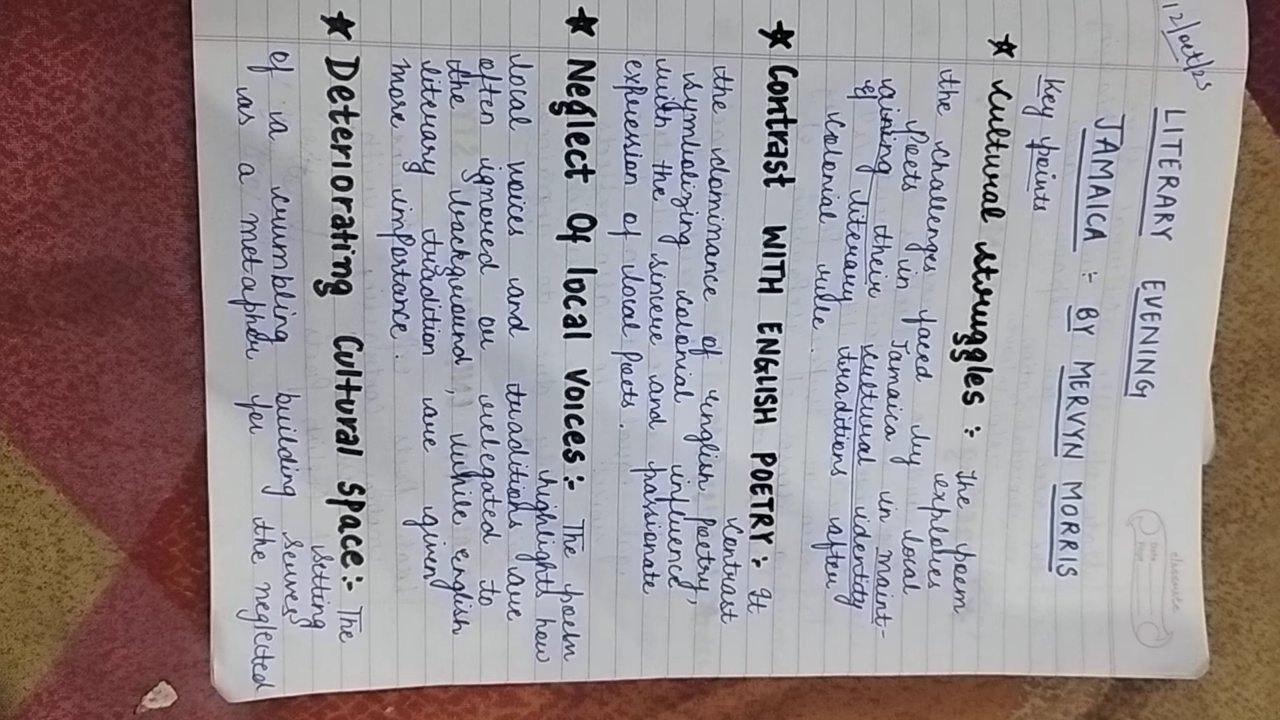 12/oct/25
LITERARY EVENING
JAMAICA :- BY MERVYN MORRIS
Key points
★ Cultural struggles :- The poem
explores
the challenges faced by local
poets in Jamaica in maint-
aining their cultural identity
& literary traditions after
colonial rule.
★ Contrast WITH ENGLISH POETRY :- It
contrast
the dominance of english poetry,
symbolizing colonial influence
with the sincere and passionate
expression of local poets.
★ Neglect Of local voices :- The poem
highlight how
local voices and traditions are
often ignored or relegated to
the background, while english
literary tradition are given
more importance.
★ Deteriorating Cultural space :- The
setting
of a crumbling building serves
as a metaphor for the neglected
classmate
Date
Page